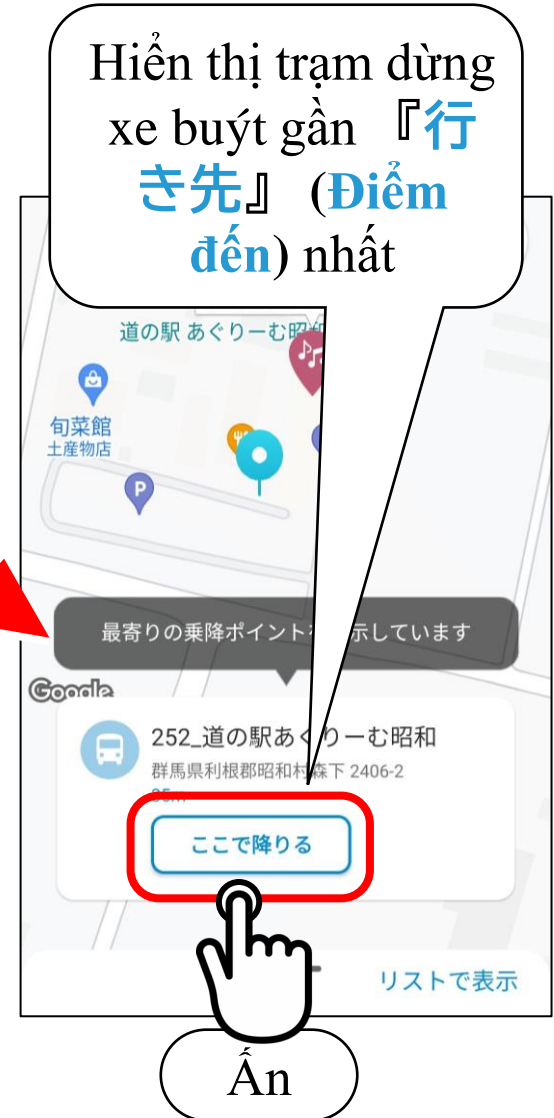 Hiển thị trạm dừng
xe buýt gần 『行
き先』 (Điểm
đến) nhất
道の駅 あぐりーむ昭和
旬菜館
土産物店
P
最寄りの乗降ポイント 示しています
Google
252_道の駅あぐりーむ昭和
群馬県利根郡昭和村森下 2406-2
ここで降りる
リストで表示
Ấn